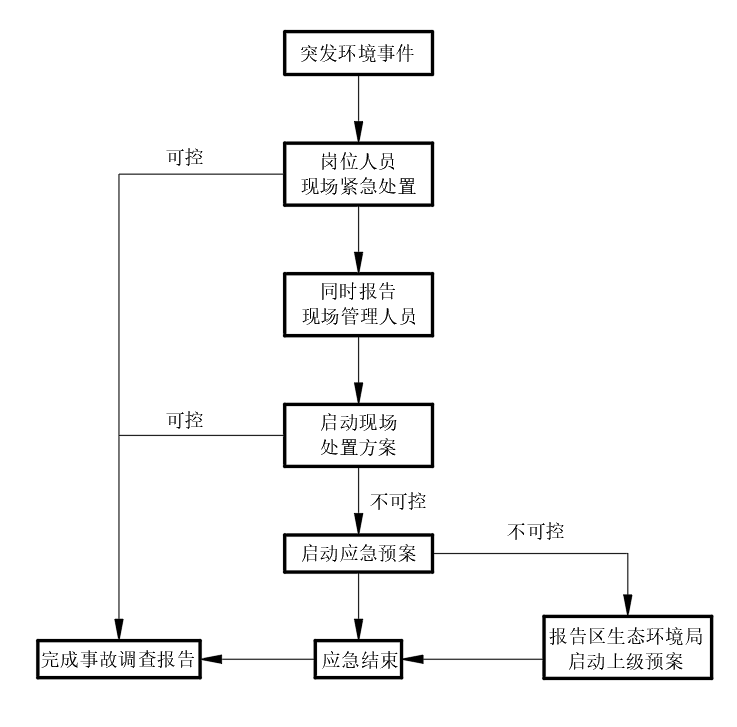 突发环境事件
可控
岗位人员
现场紧急处置
同时报告
现场管理人员
可控
启动现场
处置方案
不可控
启动应急预案
不可控
完成事故调查报告
应急结束
报告区生态环境局
启动上级预案